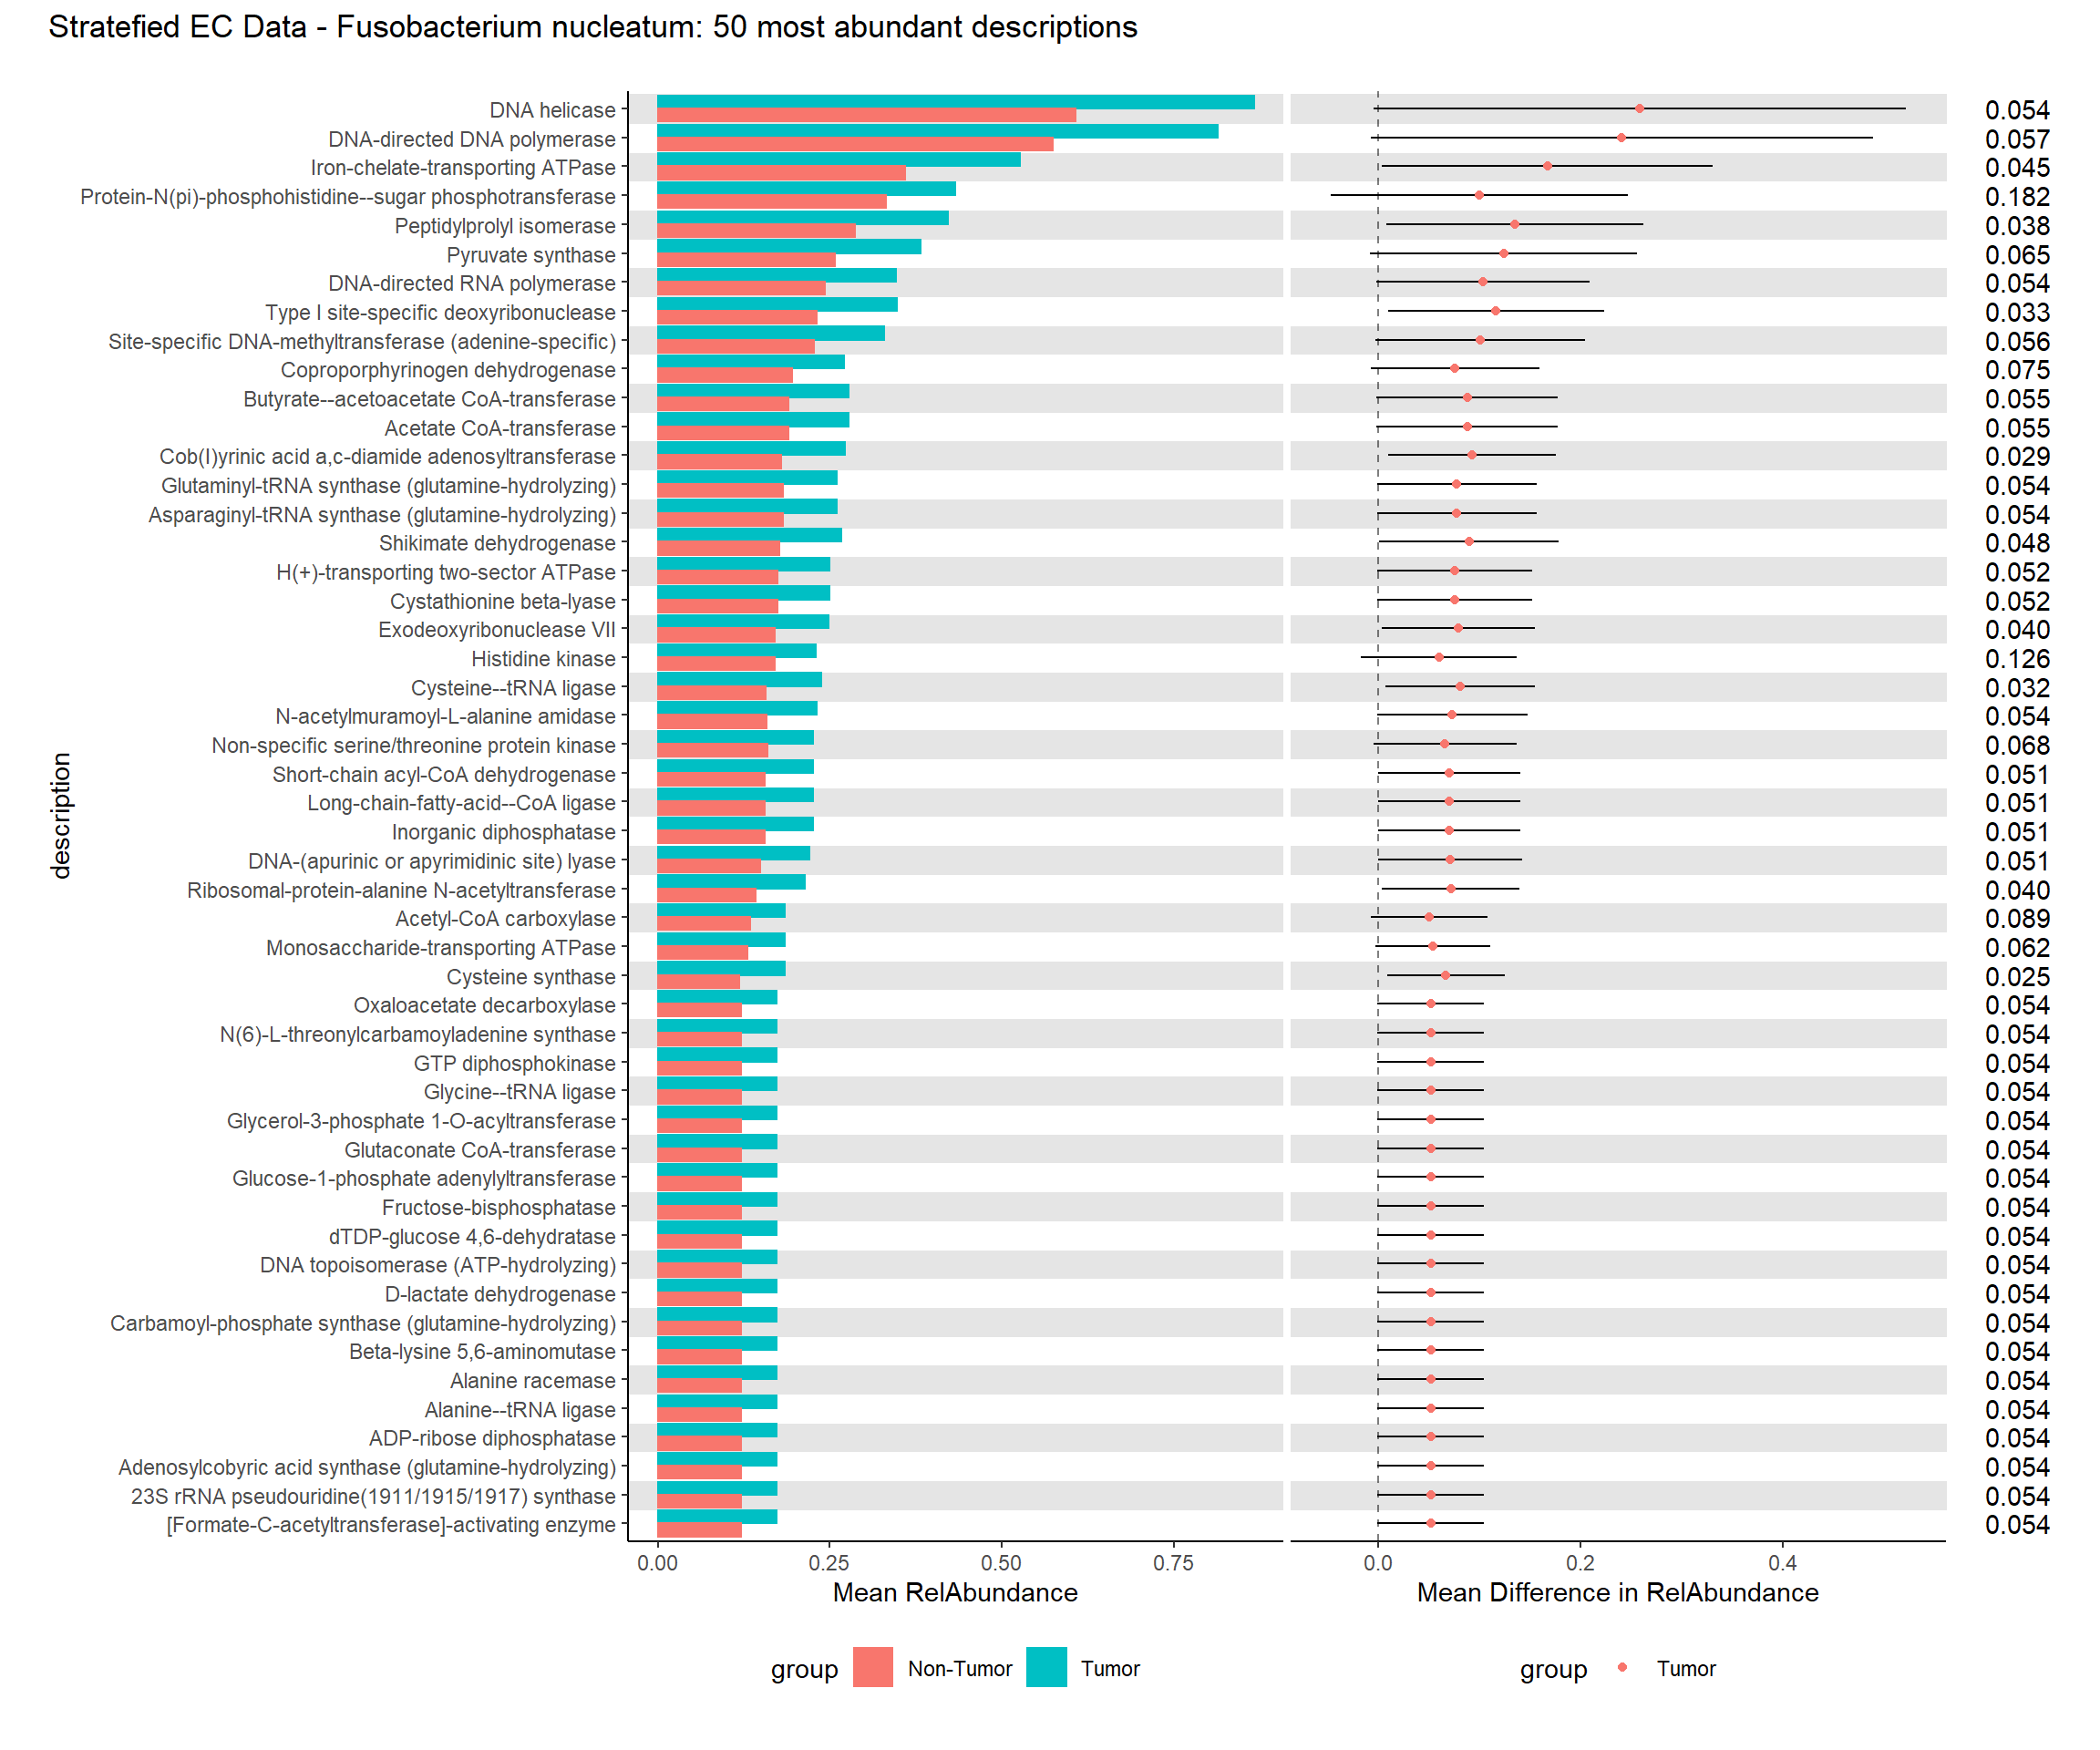 Stratefied EC Data - Fusobacterium nucleatum: 50 most abundant descriptions
DNA helicase 0.054
DNA-directed DNA polymerase 0.057
Iron-chelate-transporting ATPase 0.045
Protein-N(pi)-phosphohistidine--sugar phosphotransferase 0.182
Peptidylprolyl isomerase 0.038
Pyruvate synthase 0.065
DNA-directed RNA polymerase 0.054
Type I site-specific deoxyribonuclease 0.033
Site-specific DNA-methyltransferase (adenine-specific) 0.056
Coproporphyrinogen dehydrogenase 0.075
Butyrate--acetoacetate CoA-transferase 0.055
Acetate CoA-transferase 0.055
Cob(I)yrinic acid a,c-diamide adenosyltransferase 0.029
Glutaminyl-tRNA synthase (glutamine-hydrolyzing) 0.054
Asparaginyl-tRNA synthase (glutamine-hydrolyzing) 0.054
Shikimate dehydrogenase 0.048
H(+)-transporting two-sector ATPase 0.052
Cystathionine beta-lyase 0.052
Exodeoxyribonuclease VII 0.040
Histidine kinase 0.126
Cysteine--tRNA ligase 0.032
N-acetylmuramoyl-L-alanine amidase 0.054
Non-specific serine/threonine protein kinase 0.068
Short-chain acyl-CoA dehydrogenase 0.051
Long-chain-fatty-acid--CoA ligase 0.051
Inorganic diphosphatase 0.051
DNA-(apurinic or apyrimidinic site) lyase 0.051
Ribosomal-protein-alanine N-acetyltransferase 0.040
Acetyl-CoA carboxylase 0.089
Monosaccharide-transporting ATPase 0.062
Cysteine synthase 0.025
Oxaloacetate decarboxylase 0.054
N(6)-L-threonylcarbamoyladenine synthase 0.054
GTP diphosphokinase 0.054
Glycine--tRNA ligase 0.054
Glycerol-3-phosphate 1-O-acyltransferase 0.054
Glutaconate CoA-transferase 0.054
Glucose-1-phosphate adenylyltransferase 0.054
Fructose-bisphosphatase 0.054
dTDP-glucose 4,6-dehydratase 0.054
DNA topoisomerase (ATP-hydrolyzing) 0.054
D-lactate dehydrogenase 0.054
Carbamoyl-phosphate synthase (glutamine-hydrolyzing) 0.054
Beta-lysine 5,6-aminomutase 0.054
Alanine racemase 0.054
Alanine--tRNA ligase 0.054
ADP-ribose diphosphatase 0.054
Adenosylcobyric acid synthase (glutamine-hydrolyzing) 0.054
23S rRNA pseudouridine(1911/1915/1917) synthase 0.054
[Formate-C-acetyltransferase]-activating enzyme 0.054
description
0.00 0.25 0.50 0.75 0.0 0.2 0.4
Mean RelAbundance Mean Difference in RelAbundance
group Non-Tumor Tumor group Tumor